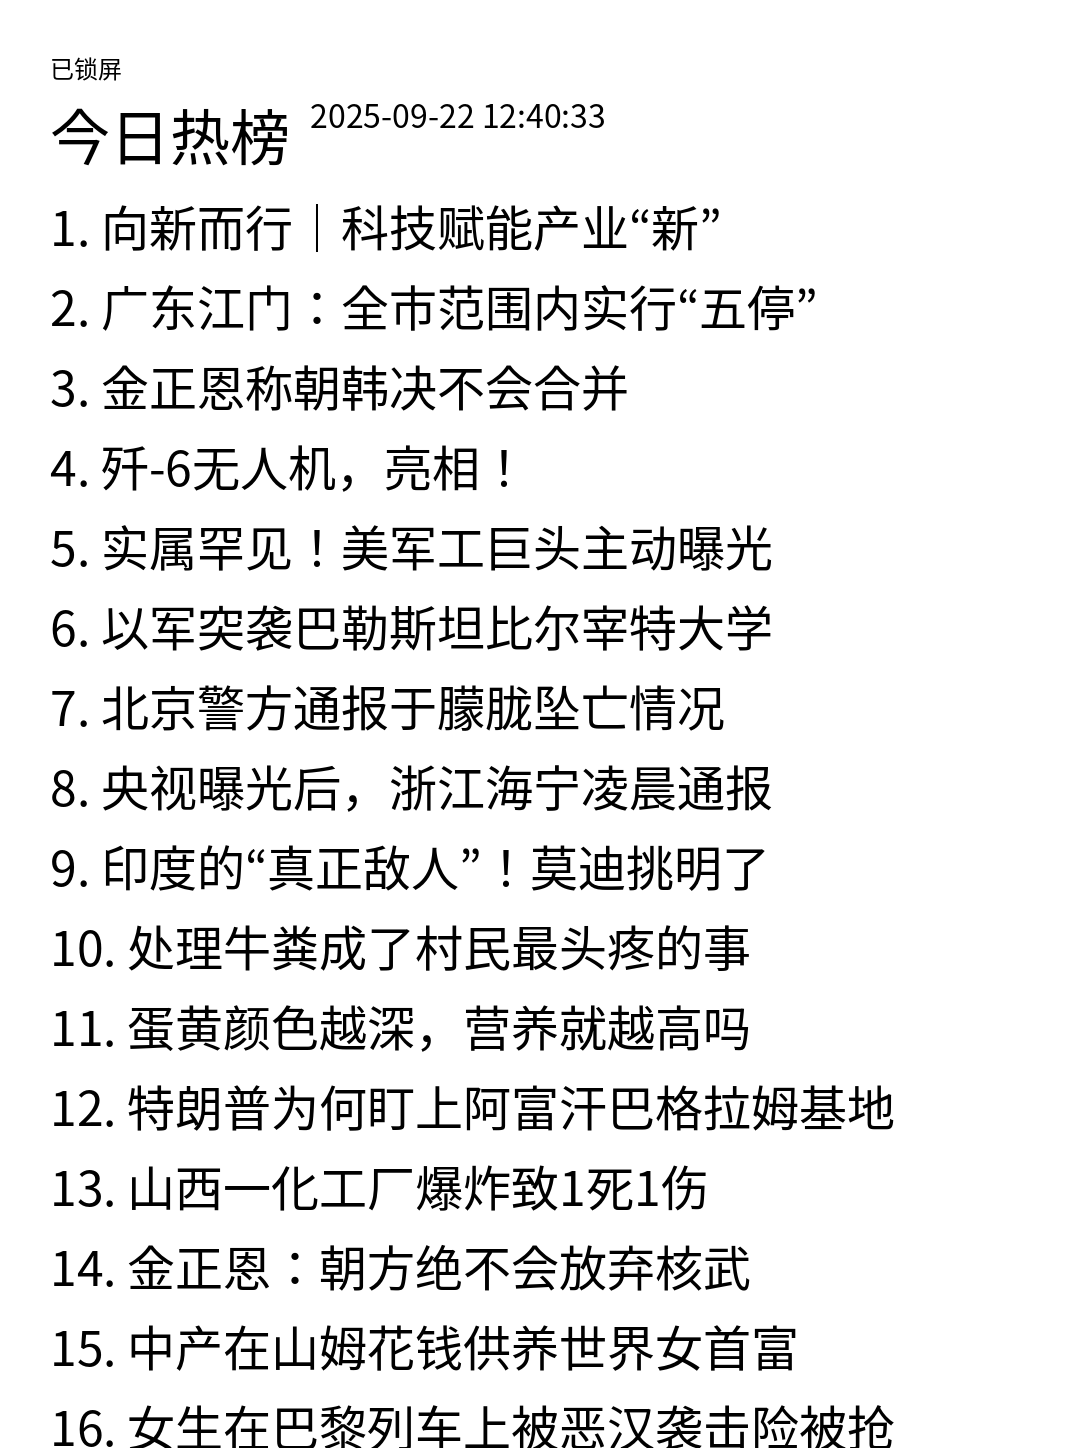 已锁屏
今日热榜 2025-09-22 12:40:33
1. 向新而行｜科技赋能产业“新”
2. 广东江门：全市范围内实行“五停”
3. 金正恩称朝韩决不会合并
4. 歼-6无人机，亮相！
5. 实属罕见！美军工巨头主动曝光
6. 以军突袭巴勒斯坦比尔宰特大学
7. 北京警方通报于朦胧坠亡情况
8. 央视曝光后，浙江海宁凌晨通报
9. 印度的“真正敌人”！莫迪挑明了
10. 处理牛粪成了村民最头疼的事
11. 蛋黄颜色越深，营养就越高吗
12. 特朗普为何盯上阿富汗巴格拉姆基地
13. 山西一化工厂爆炸致1死1伤
14. 金正恩：朝方绝不会放弃核武
15. 中产在山姆花钱供养世界女首富
16. 女生在巴黎列车上被恶汉袭击险被抢